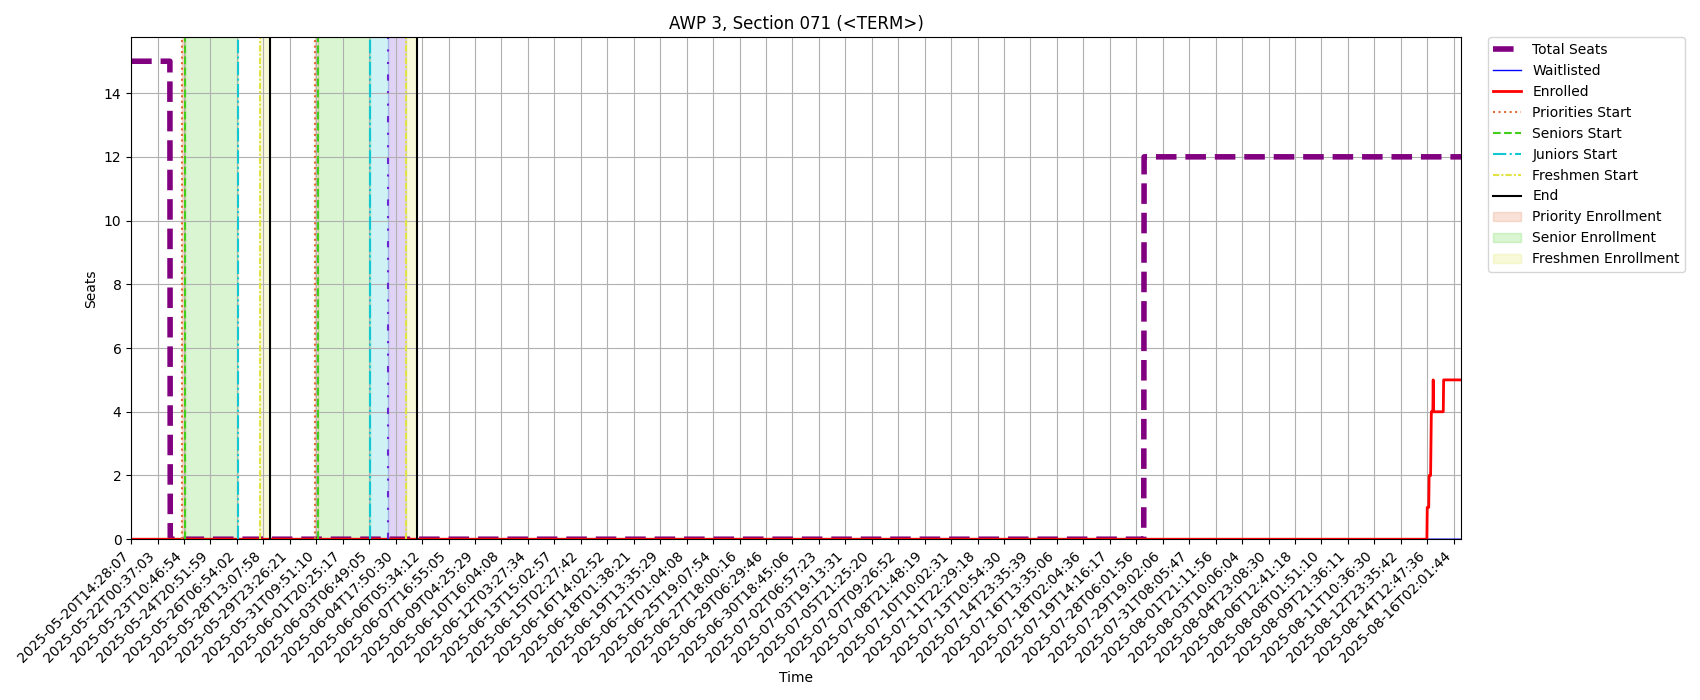 AWP 3, Section 071 (<TERM>)
Seats
14
12
10
8
6
4
2
0
2025-05-20T14:28:07
2025-05-22T00:37:03
2025-05-23T10:46:54
2025-05-24T20:51:59
2025-05-26T06:54:02
2025-05-28T13:07:58
2025-05-29T23:26:21
2025-05-31T09:51:10
2025-06-01T20:25:17
2025-06-03T06:49:05
2025-06-04T17:50:30
2025-06-06T05:34:12
2025-06-07T16:55:05
2025-06-09T04:25:29
2025-06-10T16:04:08
2025-06-12T03:27:34
2025-06-13T15:02:57
2025-06-15T02:27:42
2025-06-16T14:02:52
2025-06-18T01:38:21
2025-06-19T13:35:29
2025-06-21T01:04:08
2025-06-25T19:07:54
2025-06-27T18:00:16
2025-06-29T06:29:46
2025-06-30T18:45:06
2025-07-02T06:57:23
2025-07-03T19:13:31
2025-07-05T21:25:20
2025-07-07T09:26:52
2025-07-08T21:48:19
2025-07-10T10:02:31
2025-07-11T22:29:18
2025-07-13T10:54:30
2025-07-14T23:35:39
2025-07-16T13:35:06
2025-07-18T02:04:36
2025-07-19T14:16:17
2025-07-28T06:01:56
2025-07-29T19:02:06
2025-07-31T08:05:47
2025-08-01T21:11:56
2025-08-03T10:06:04
2025-08-04T23:08:30
2025-08-06T12:41:18
2025-08-08T01:51:10
2025-08-09T21:36:11
2025-08-11T10:36:30
2025-08-12T23:35:42
2025-08-14T12:47:36
2025-08-16T02:01:44
Time
Total Seats
Waitlisted
Enrolled
Priorities Start
Seniors Start
Juniors Start
Freshmen Start
End
Priority Enrollment
Senior Enrollment
Freshmen Enrollment